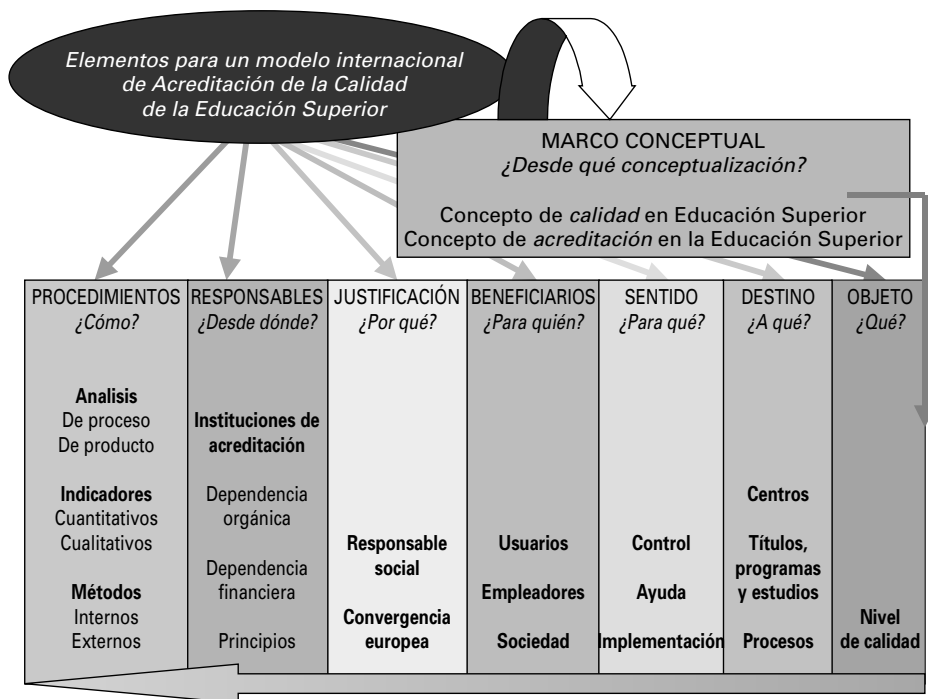 Elementos para un modelo internacional
de Acreditación de la Calidad
de la Educación Superior
MARCO CONCEPTUAL
¿Desde qué conceptualización?
Concepto de calidad en Educación Superior
Concepto de acreditación en la Educación Superior
PROCEDIMIENTOS
¿Cómo?
Analisis
De proceso
De producto
Indicadores
Cuantitativos
Cualitativos
Métodos
Internos
Externos
RESPONSABLES
¿Desde dónde?
Instituciones de
acreditación
Dependencia
orgánica
Dependencia
financiera
Principios
JUSTIFICACIÓN
¿Por qué?
Responsable
social
Convergencia
europea
BENEFICIARIOS
¿Para quién?
Usuarios
Empleadores
Sociedad
SENTIDO
¿Para qué?
Control
Ayuda
Implementación
DESTINO
¿A qué?
Centros
Títulos,
programas
y estudios
Procesos
OBJETO
¿Qué?
Nivel
de calidad